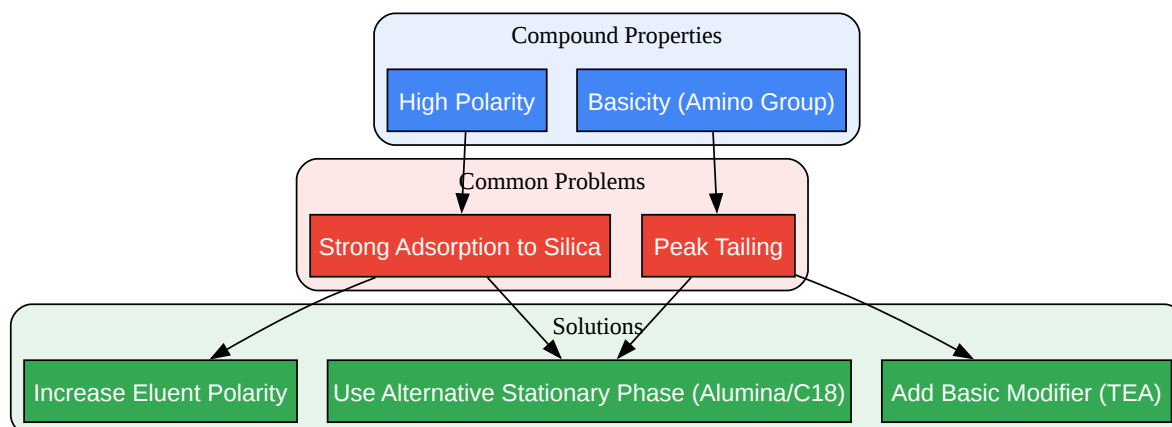 Compound Properties
High Polarity
Basicity (Amino Group)
Common Problems
Strong Adsorption to Silica
Peak Tailing
Solutions
Increase Eluent Polarity
Use Alternative Stationary Phase (Alumina/C18)
Add Basic Modifier (TEA)